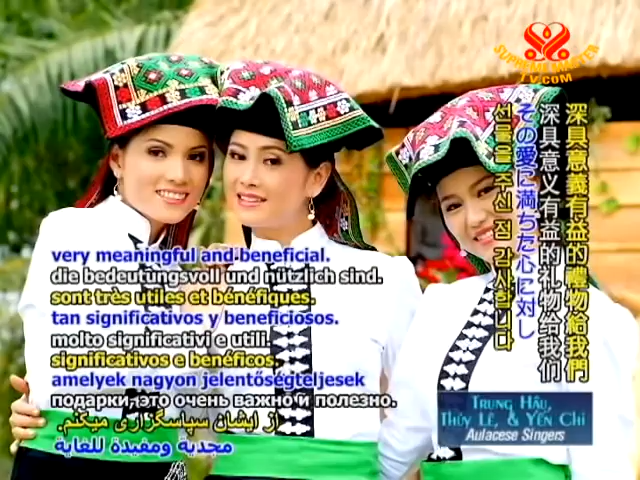 SUPREME MASTER
TV.COM
深具意義有益的禮物給我們
深具意义有益的礼物给我们
その愛に満ちた心に対し
선물을 주신 점 감사합니다
very meaningful and beneficial.
die bedeutungsvoll und nützlich sind.
sont très utiles et bénéfiques.
tan significativos y beneficiosos.
molto significativi e utili.
significativos e benéficos.
amelyek nagyon jelentőségteljesek
подарки, это очень важно и полезно.
از ایشان سپاسگزاری میکنم.
مجدية ومفيدة للغاية
Trung Hậu,
Thúy Lê, & Yến Chi
Aulacese Singers